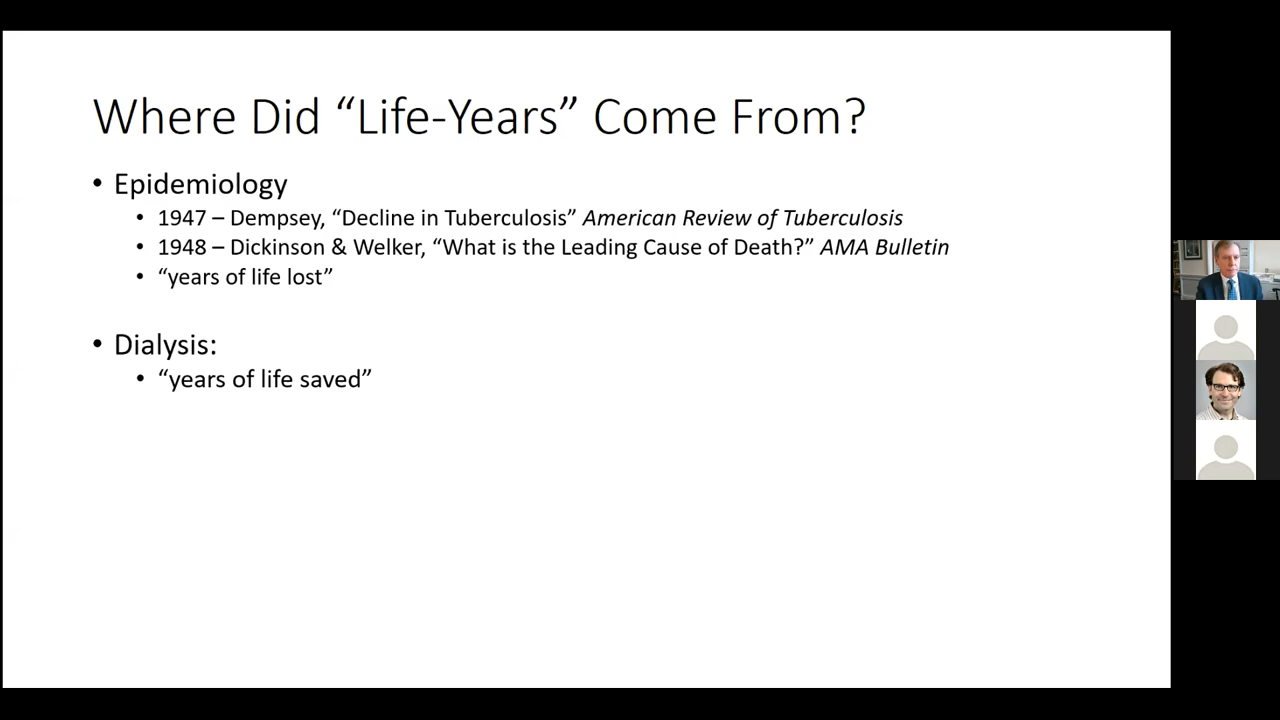 Where Did “Life-Years” Come From?
• Epidemiology
• 1947 – Dempsey, “Decline in Tuberculosis” American Review of Tuberculosis
• 1948 – Dickinson & Welker, “What is the Leading Cause of Death?” AMA Bulletin
• “years of life lost”
• Dialysis:
• “years of life saved”